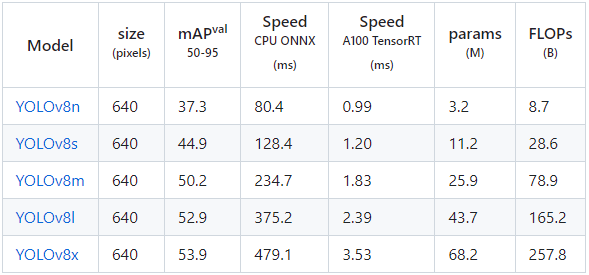 Model size (pixels) mAPval 50-95 Speed CPU ONNX (ms) Speed A100 TensorRT (ms) params (M) FLOPs (B)
YOLOv8n 640 37.3 80.4 0.99 3.2 8.7
YOLOv8s 640 44.9 128.4 1.20 11.2 28.6
YOLOv8m 640 50.2 234.7 1.83 25.9 78.9
YOLOv8l 640 52.9 375.2 2.39 43.7 165.2
YOLOv8x 640 53.9 479.1 3.53 68.2 257.8